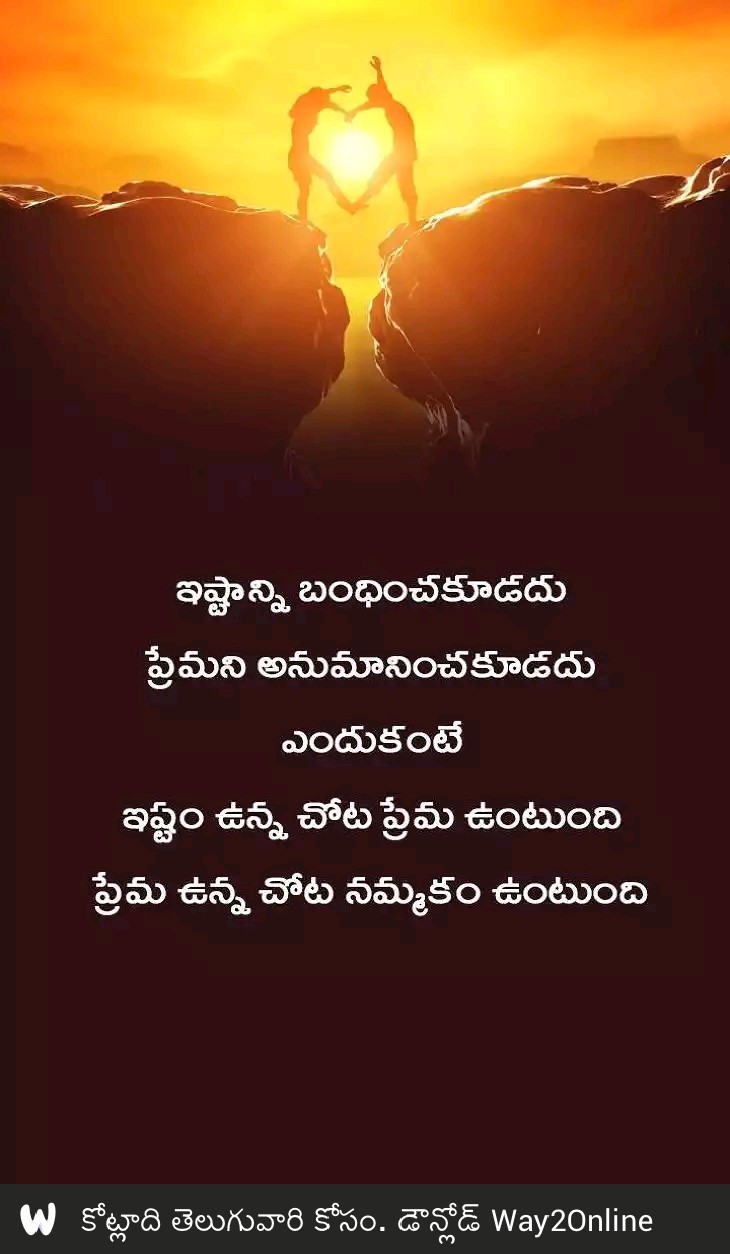 ఇష్టాన్ని బంధించకూడదు
ప్రేమని అనుమానించకూడదు
ఎందుకంటే
ఇష్టం ఉన్న చోట ప్రేమ ఉంటుంది
ప్రేమ ఉన్న చోట నమ్మకం ఉంటుంది
W కోట్లాది తెలుగువారి కోసం. డౌన్లోడ్ Way2Online